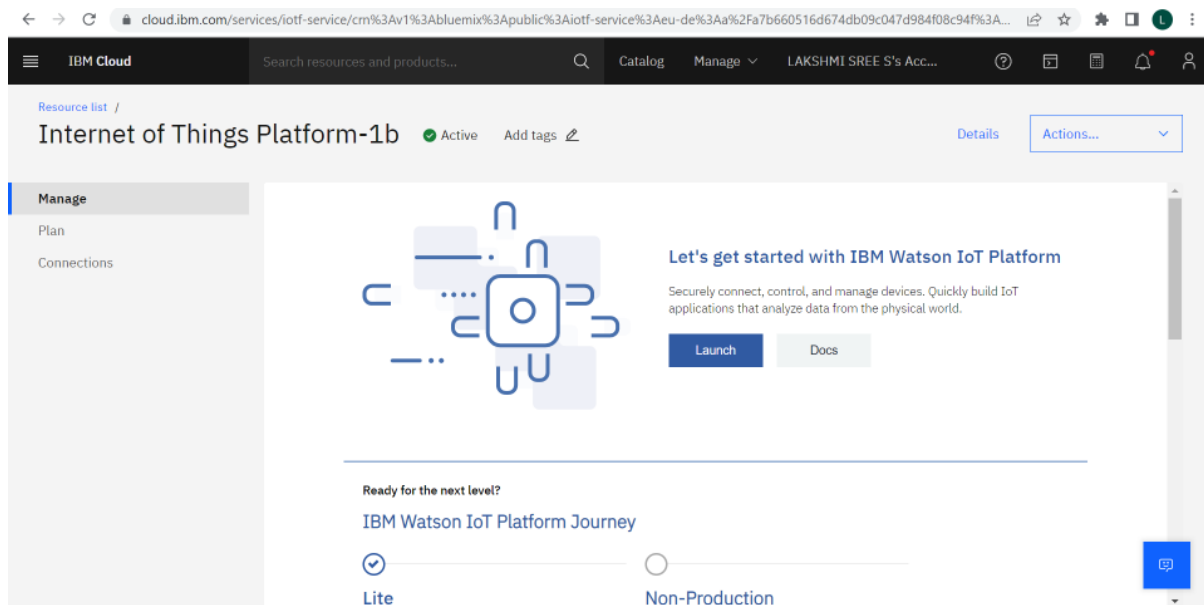 cloud.ibm.com/services/iotf-service/crn%3Av1%3Abluemix%3Apublic%3Aiotf-service%3Aeu-de%3Aa%2Fa7b660516d674db09c047d984f08c94f%3A...
L
IBM Cloud
Search resources and products...
Catalog
Manage
LAKSHMI SREE S's Acc...
Resource list /
Internet of Things Platform-1b
Active
Add tags
Details
Actions...
Manage
Plan
Connections
Let's get started with IBM Watson IoT Platform
Securely connect, control, and manage devices. Quickly build IoT
applications that analyze data from the physical world.
Launch
Docs
Ready for the next level?
IBM Watson IoT Platform Journey
Lite
Non-Production